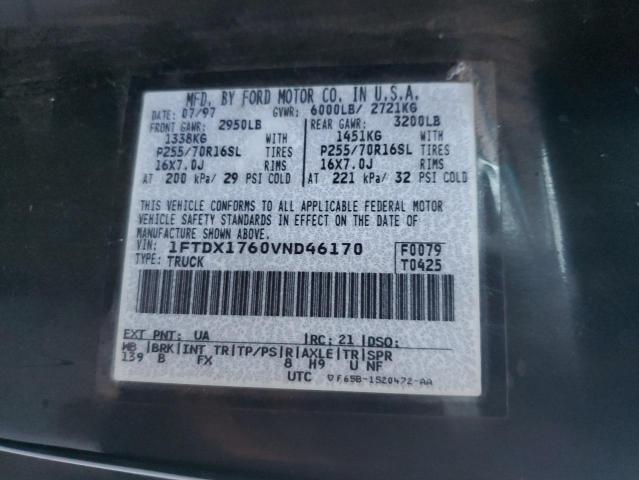 MFD. BY FORD MOTOR CO. IN U.S.A.
DATE: 07/97 GVWR: 6000LB/ 2721KG
FRONT GAWR: 2950LB REAR GAWR: 3200LB
1338KG WITH 1451KG WITH
P255/70R16SL TIRES P255/70R16SL TIRES
16X7.0J RIMS 16X7.0J RIMS
AT 200 kPa/ 29 PSI COLD AT 221 kPa/ 32 PSI COLD
THIS VEHICLE CONFORMS TO ALL APPLICABLE FEDERAL MOTOR
VEHICLE SAFETY STANDARDS IN EFFECT ON THE DATE OF
MANUFACTURE SHOWN ABOVE.
VIN: 1FTDX1760VND46170 F0079
TYPE: TRUCK T0425
EXT PNT: UA RC: 21 DSO:
WB BRK INT TR TP/PS R AXLE TR SPR
139 B FX 8 H9 U NF
UTC ▽F65B-1520472-AA